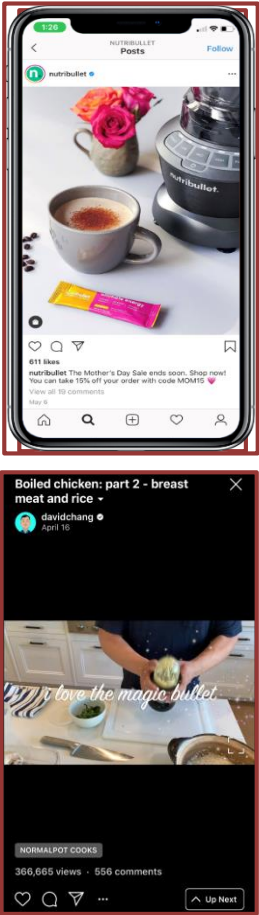 1:26
NUTRIBULLET
Posts
Follow
nutribullet
nutribullet.
611 likes
nutribullet The Mother's Day Sale ends soon. Shop now!
You can take 15% off your order with code MOM15
View all 19 comments
May 8
Boiled chicken: part 2 - breast
meat and rice
davidchang
April 16
i love the magic bullet
NORMALPOT COOKS
366,665 views · 556 comments
Up Next